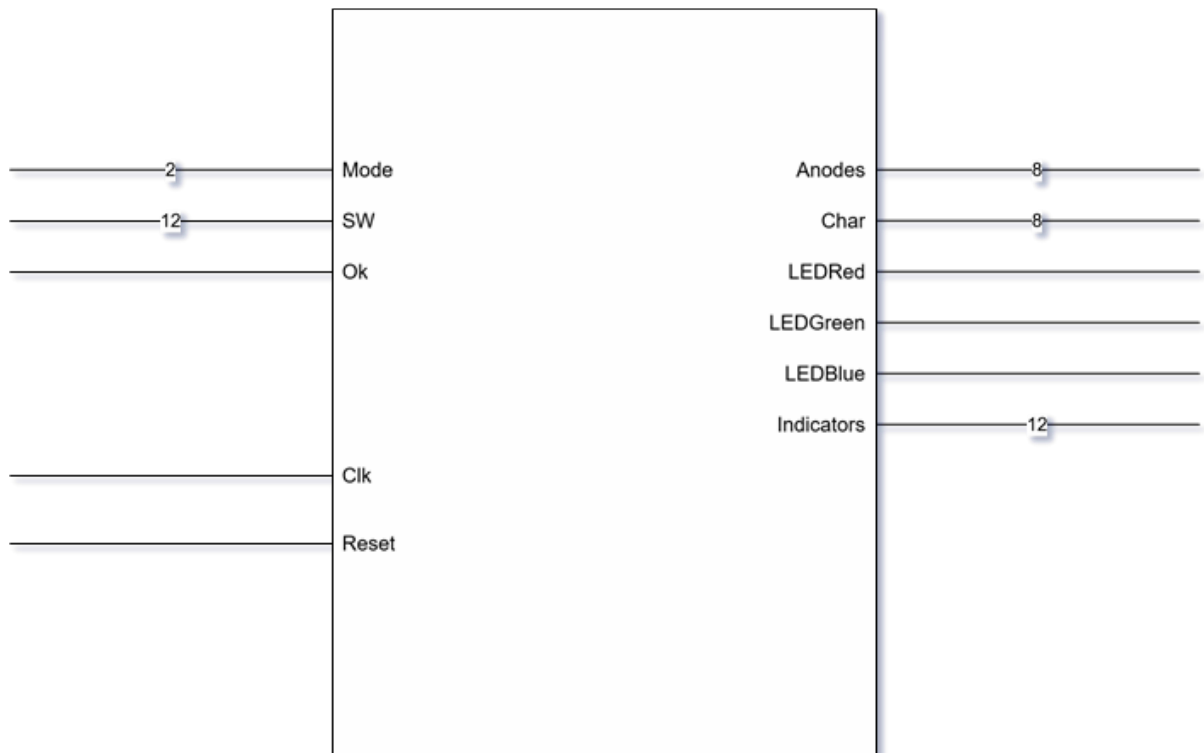 2 Mode Anodes 8
12 SW Char 8
Ok LEDRed
LEDGreen
LEDBlue
Indicators 12
Clk
Reset